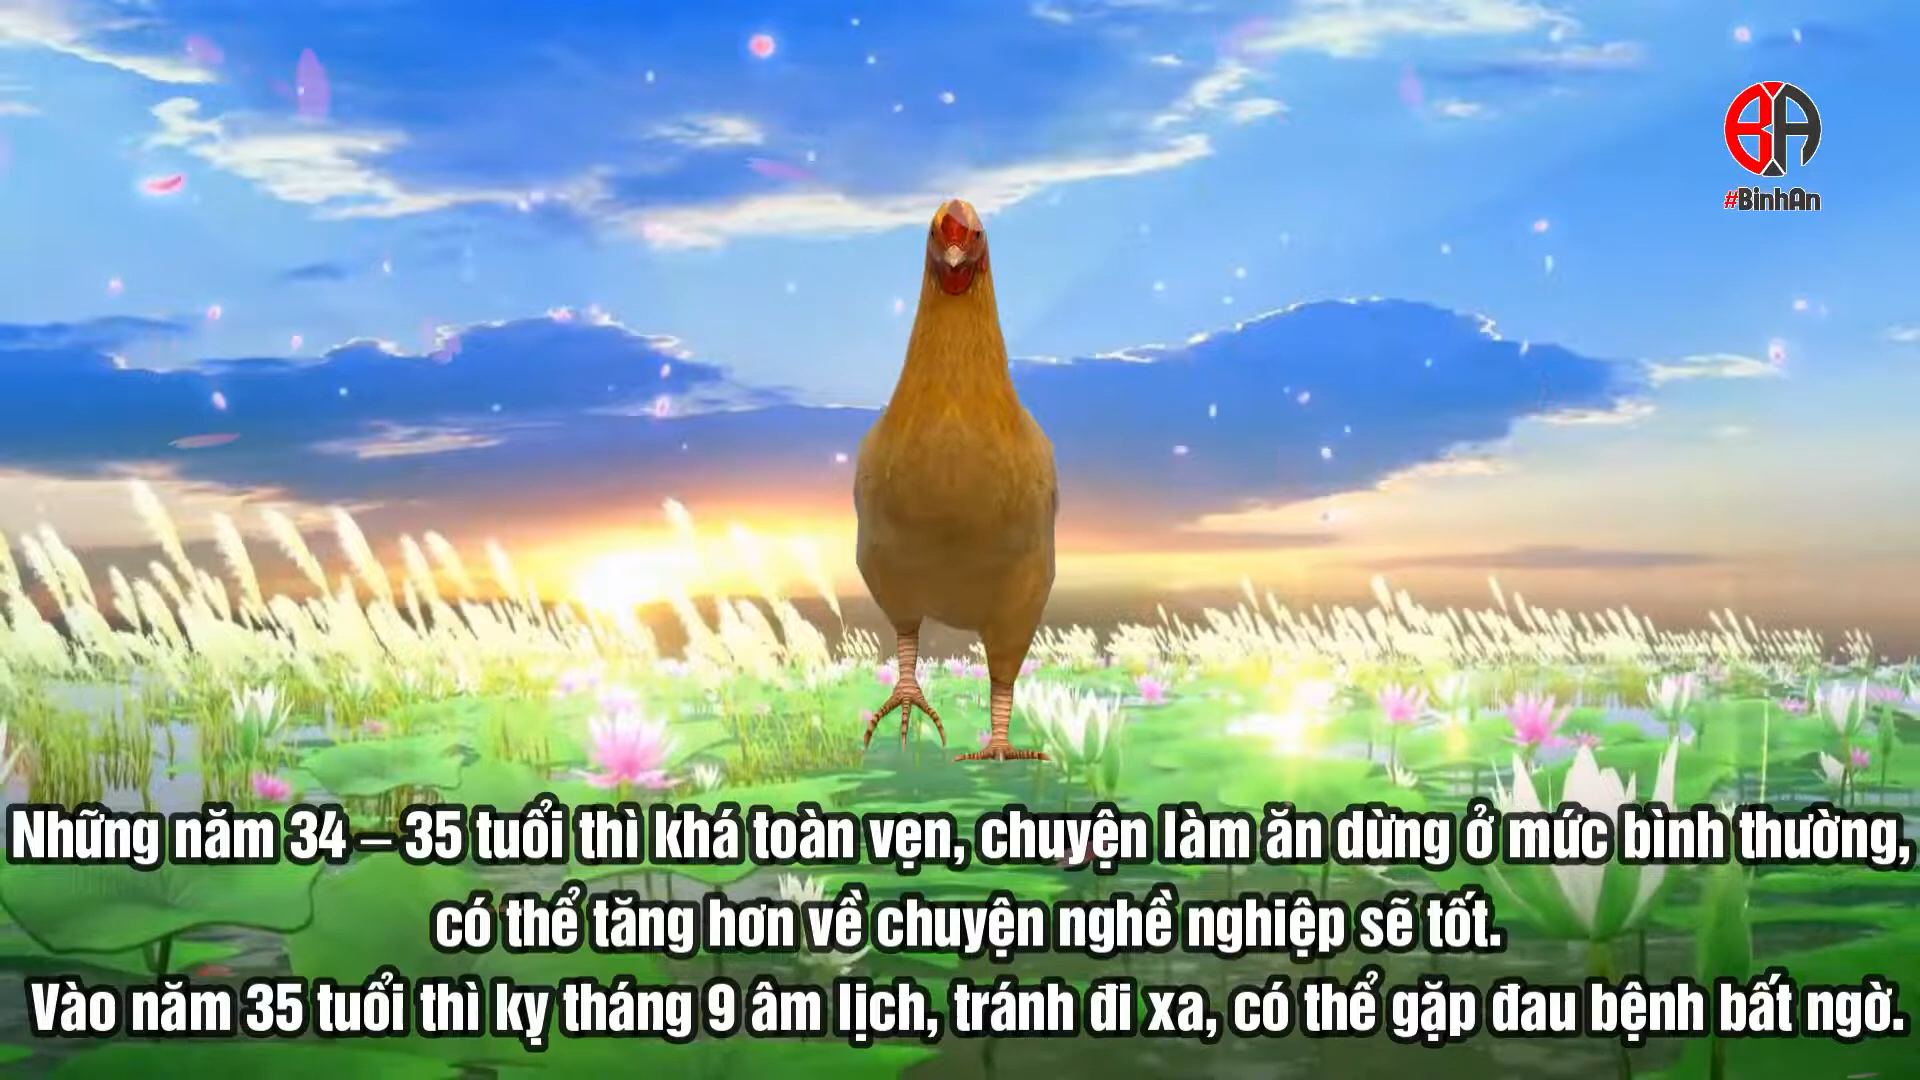 BA
#BinhAn
Những năm 34 – 35 tuổi thì khá toàn vẹn, chuyện làm ăn dừng ở mức bình thường,
có thể tăng hơn về chuyện nghề nghiệp sẽ tốt.
Vào năm 35 tuổi thì kỵ tháng 9 âm lịch, tránh đi xa, có thể gặp đau bệnh bất ngờ.